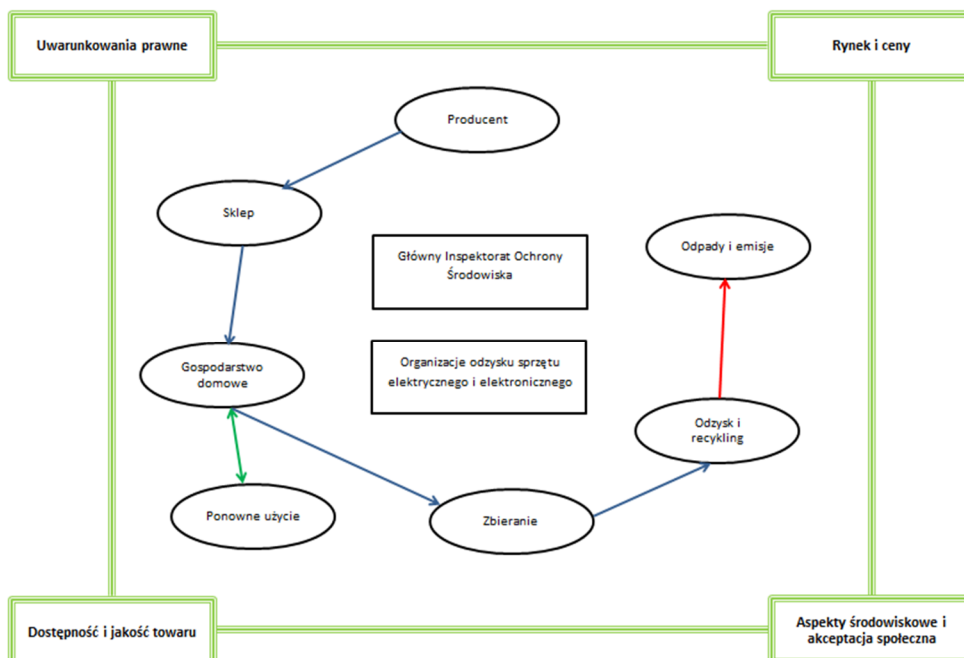 Uwarunkowania prawne
Rynek i ceny
Producent
Sklep
Główny Inspektorat Ochrony
Środowiska
Odpady i emisje
Gospodarstwo
domowe
Organizacje odzysku sprzętu
elektrycznego i elektronicznego
Odzysk i
recykling
Ponowne użycie
Zbieranie
Dostępność i jakość towaru
Aspekty środowiskowe i
akceptacja społeczna